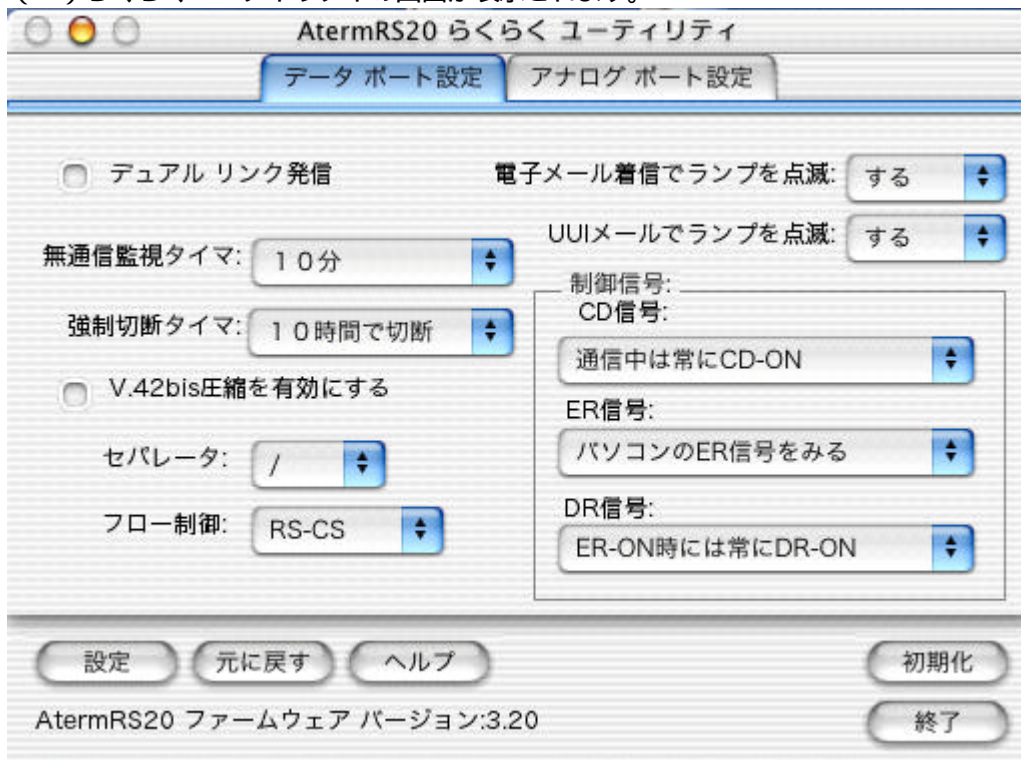 AtermRS20 らくらく ユーティリティ
データ ポート設定
アナログ ポート設定
デュアル リンク発信
電子メール着信でランプを点滅: する
UUIメールでランプを点滅: する
無通信監視タイマ: 10分
強制切断タイマ: 10時間で切断
V.42bis圧縮を有効にする
セパレータ: /
フロー制御: RS-CS
制御信号:
CD信号:
通信中は常にCD-ON
ER信号:
パソコンのER信号をみる
DR信号:
ER-ON時には常にDR-ON
設定
元に戻す
ヘルプ
初期化
AtermRS20 ファームウェア バージョン:3.20
終了